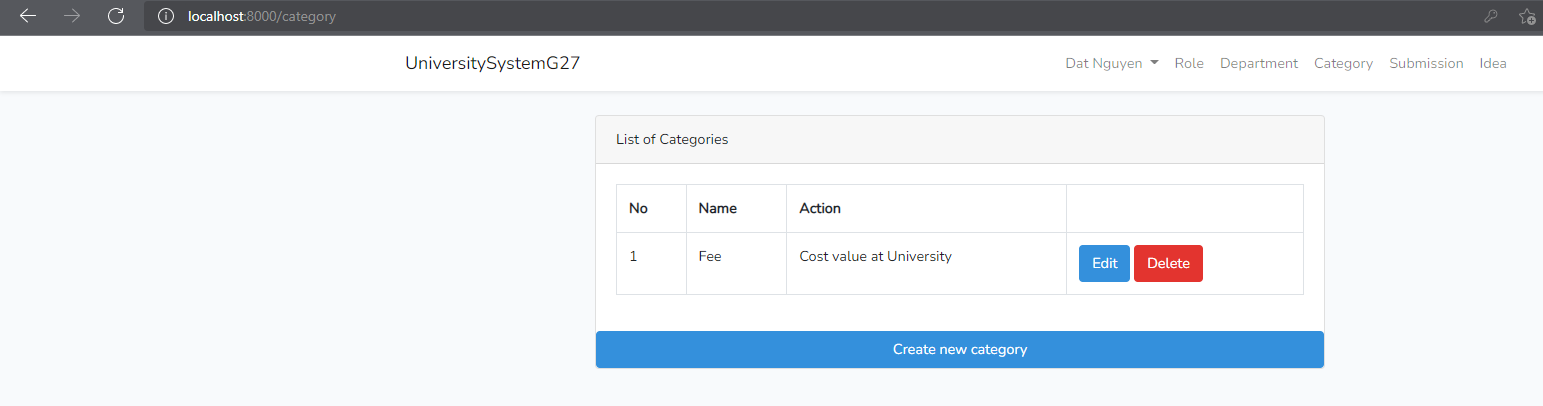 localhost:8000/category
UniversitySystemG27 Dat Nguyen Role Department Category Submission Idea
List of Categories
No Name Action
1 Fee Cost value at University Edit Delete
Create new category